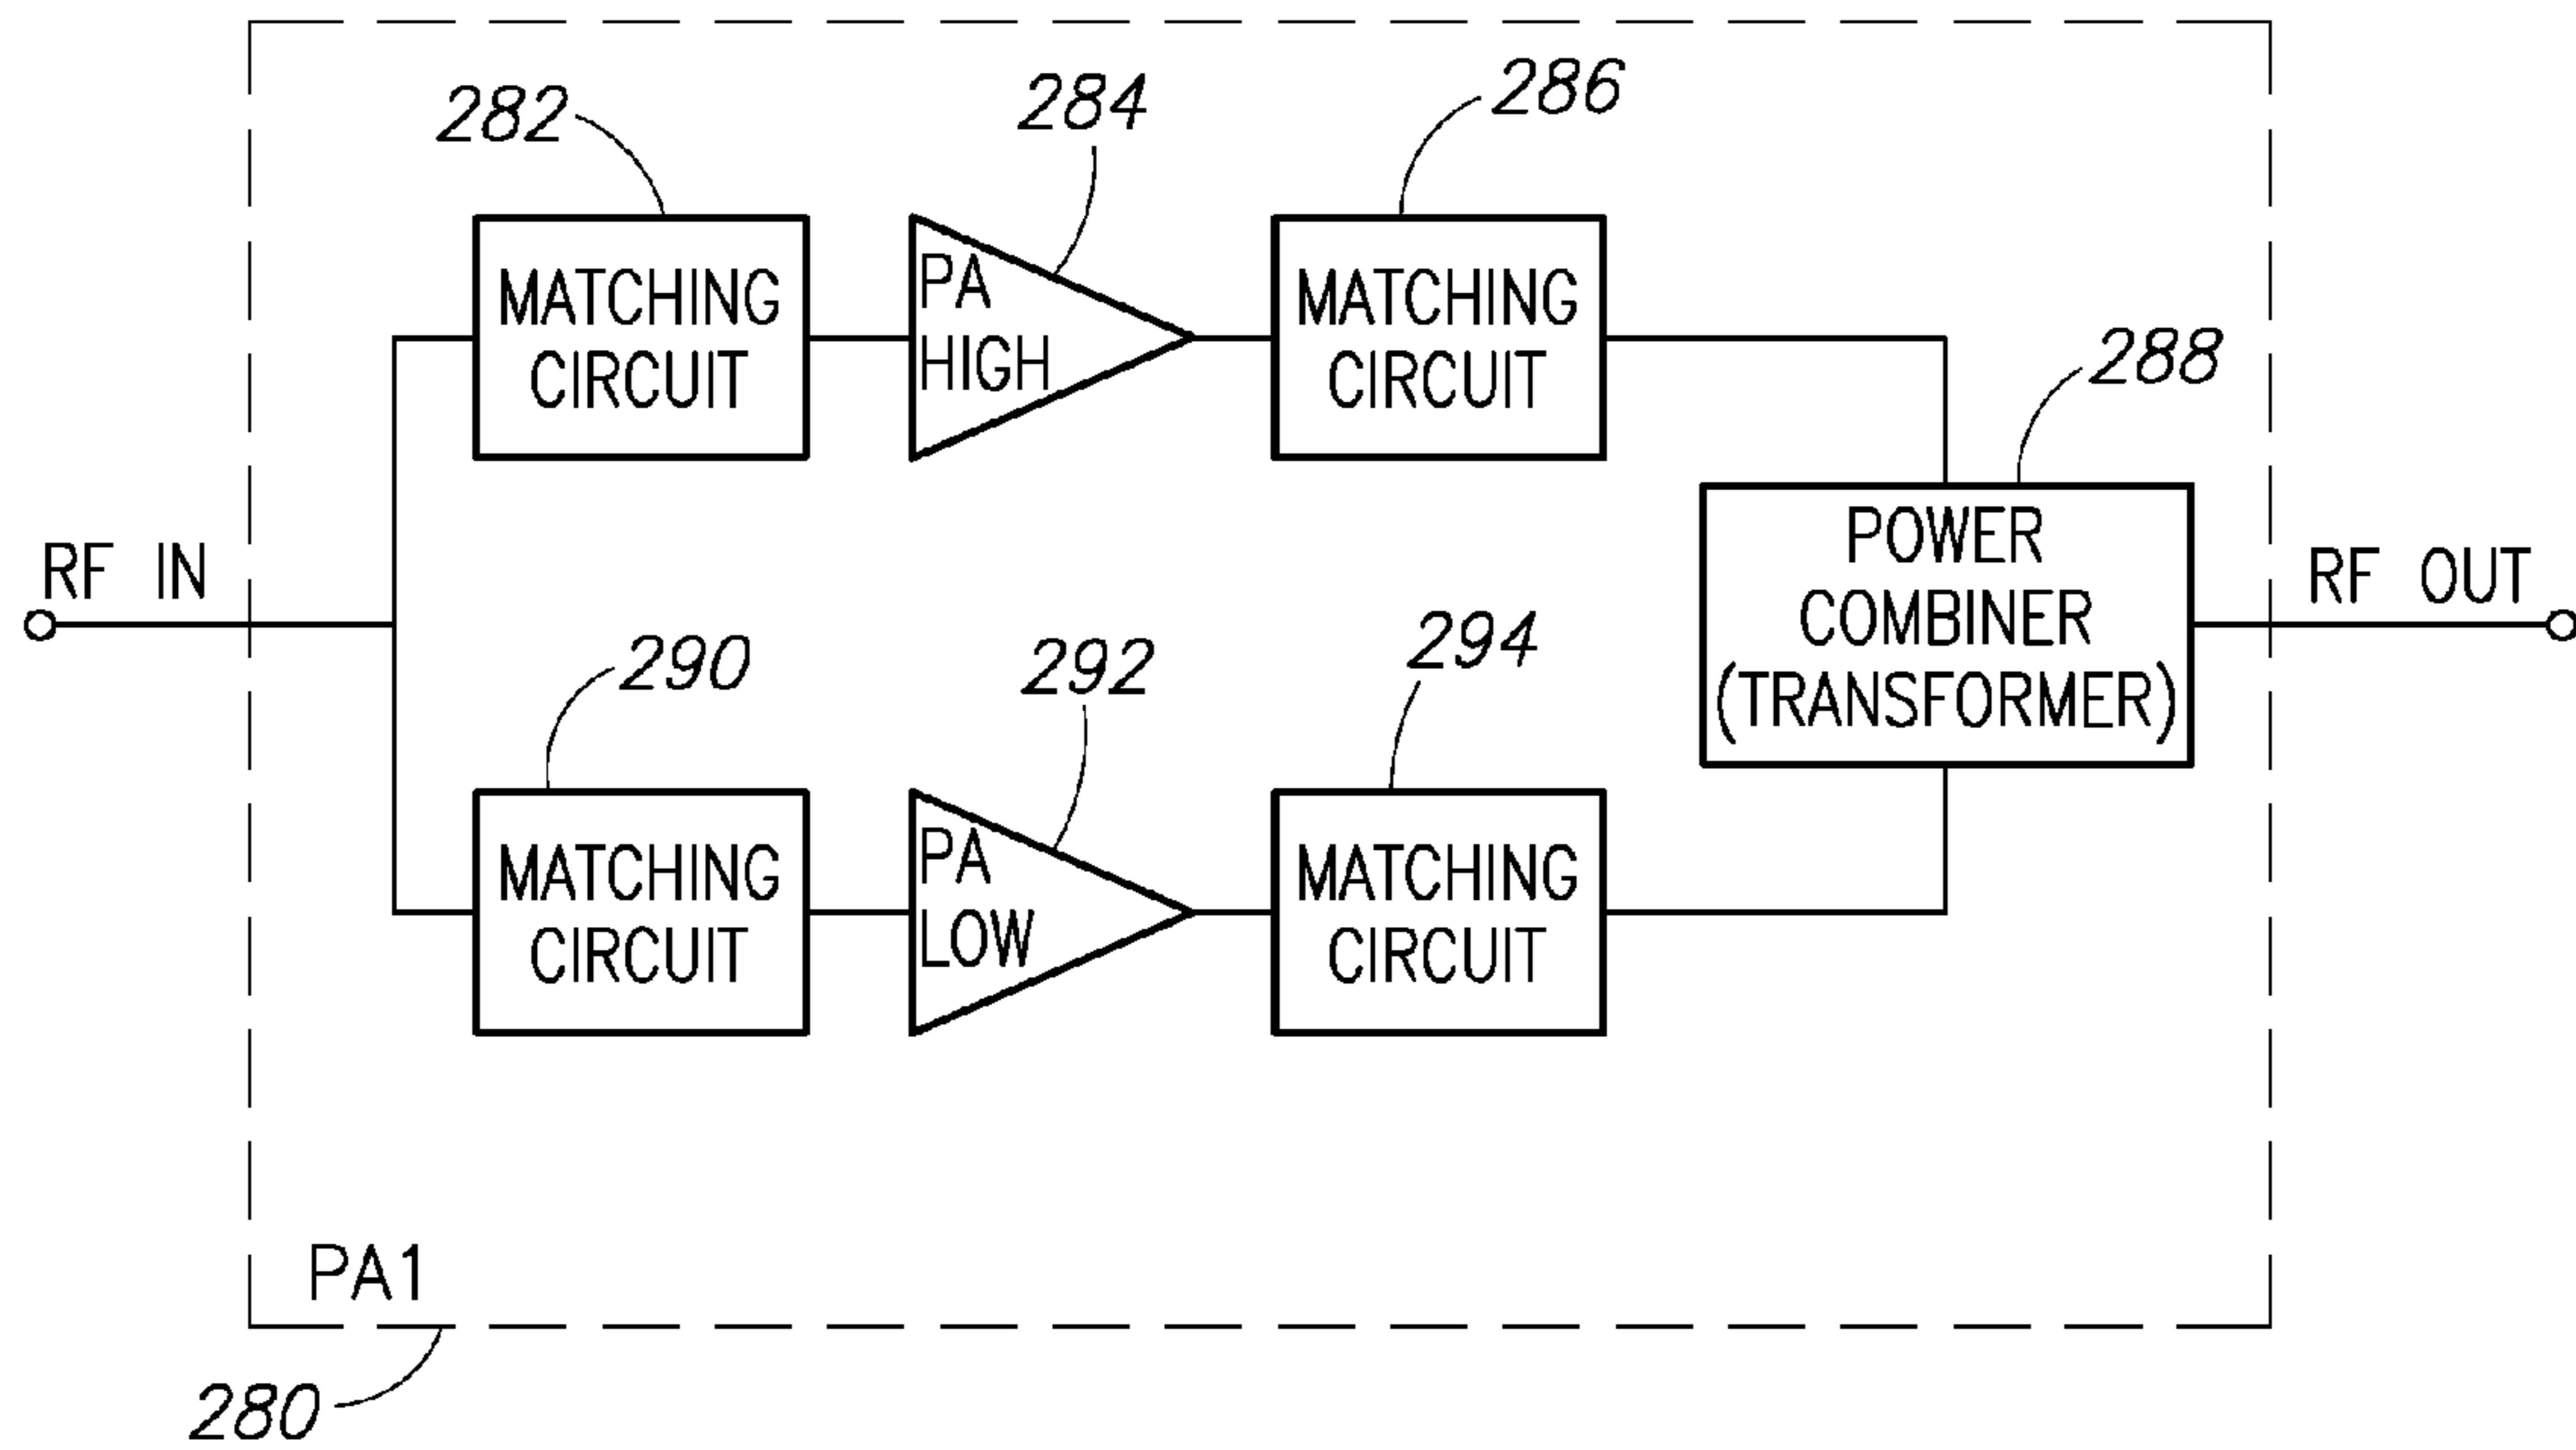 282
284
286
MATCHING
CIRCUIT
PA
HIGH
MATCHING
CIRCUIT
288
RF IN
POWER
COMBINER
(TRANSFORMER)
RF OUT
290
292
294
MATCHING
CIRCUIT
PA
LOW
MATCHING
CIRCUIT
PA1
280